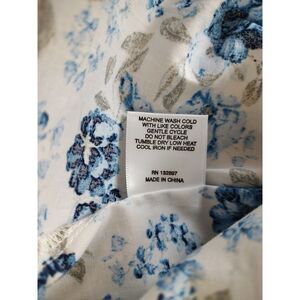 MACHINE WASH COLD
WITH LIKE COLORS
GENTLE CYCLE
DO NOT BLEACH
TUMBLE DRY LOW HEAT
COOL IRON IF NEEDED
RN 132897
MADE IN CHINA